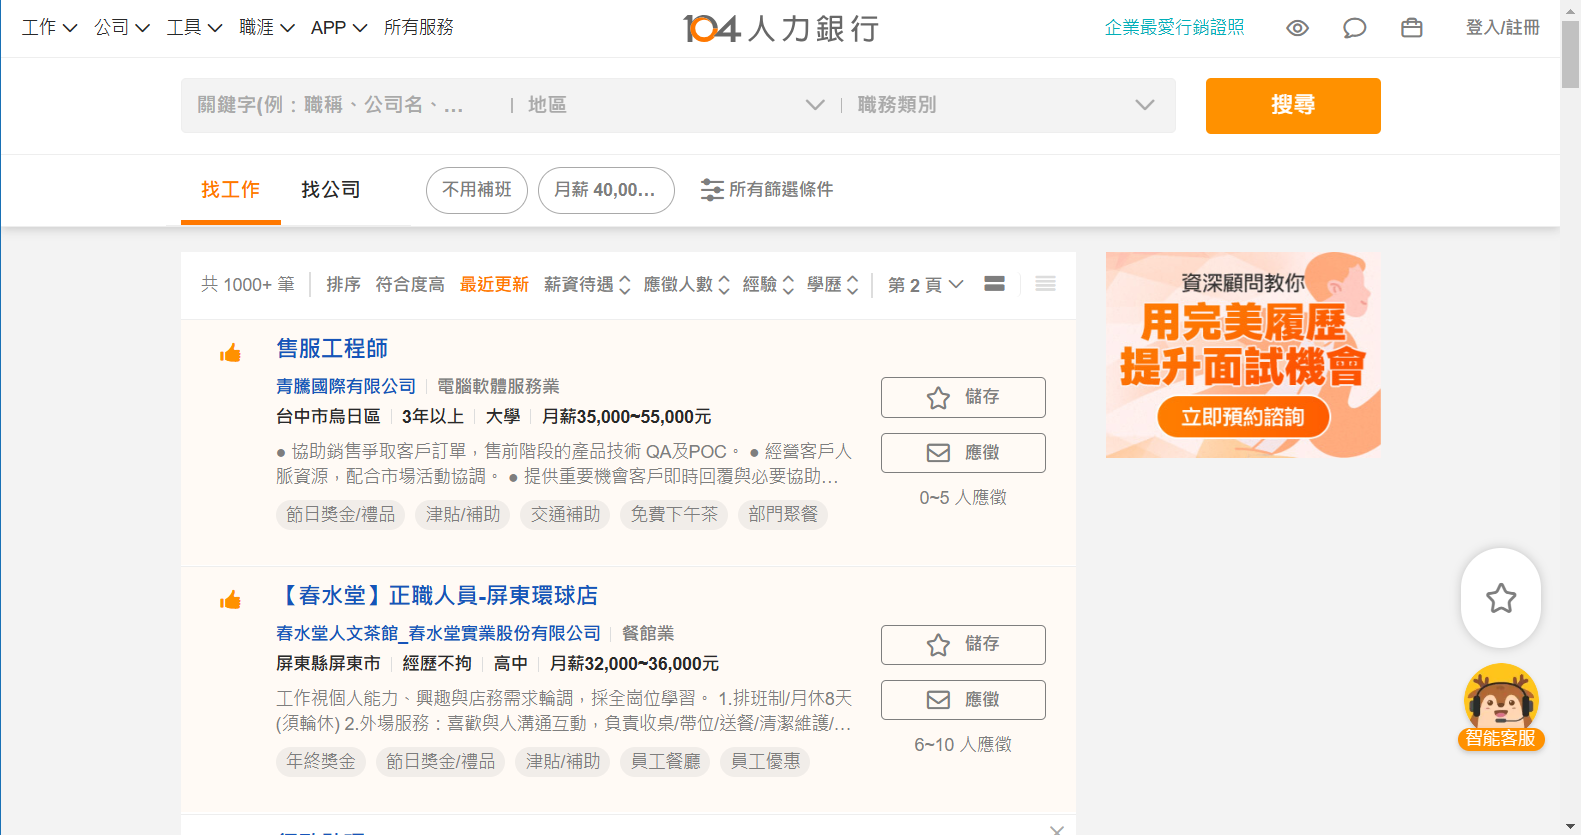 工作 公司 工具 職涯 APP 所有服務
104 人力銀行
企業最愛行銷證照 登入/註冊
關鍵字(例：職稱、公司名、... 地區 職務類別 搜尋
找工作 找公司 不用補班 月薪 40,00... 所有篩選條件
共 1000+ 筆 排序 符合度高 最近更新 薪資待遇 應徵人數 經驗 學歷 第 2 頁
售服工程師
青騰國際有限公司 電腦軟體服務業
台中市烏日區 3年以上 大學 月薪35,000~55,000元
● 協助銷售爭取客戶訂單，售前階段的產品技術 QA及POC。 ● 經營客戶人
脈資源，配合市場活動協調。 ● 提供重要機會客戶即時回覆與必要協助...
節日獎金/禮品 津貼/補助 交通補助 免費下午茶 部門聚餐
儲存
應徵
0~5 人應徵
【春水堂】正職人員-屏東環球店
春水堂人文茶館_春水堂實業股份有限公司 餐館業
屏東縣屏東市 經歷不拘 高中 月薪32,000~36,000元
工作視個人能力、興趣與店務需求輪調，採全崗位學習。 1.排班制/月休8天
(須輪休) 2.外場服務：喜歡與人溝通互動，負責收桌/帶位/送餐/清潔維護/...
年終獎金 節日獎金/禮品 津貼/補助 員工餐廳 員工優惠
儲存
應徵
6~10 人應徵
資深顧問教你
用完美履歷
提升面試機會
立即預約諮詢
智能客服